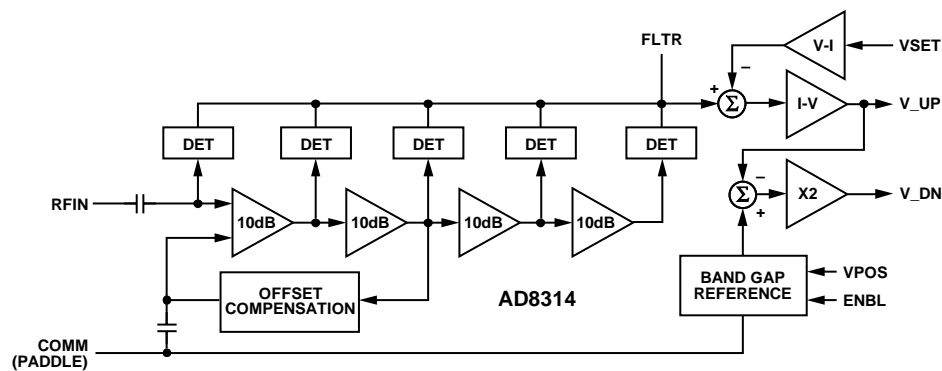 FLTR
V-I
VSET
–
+
Σ
I-V
V_UP
DET
DET
DET
DET
DET
–
Σ
+
X2
V_DN
RFIN
10dB
10dB
10dB
10dB
OFFSET
COMPENSATION
AD8314
BAND GAP
REFERENCE
VPOS
ENBL
COMM
(PADDLE)